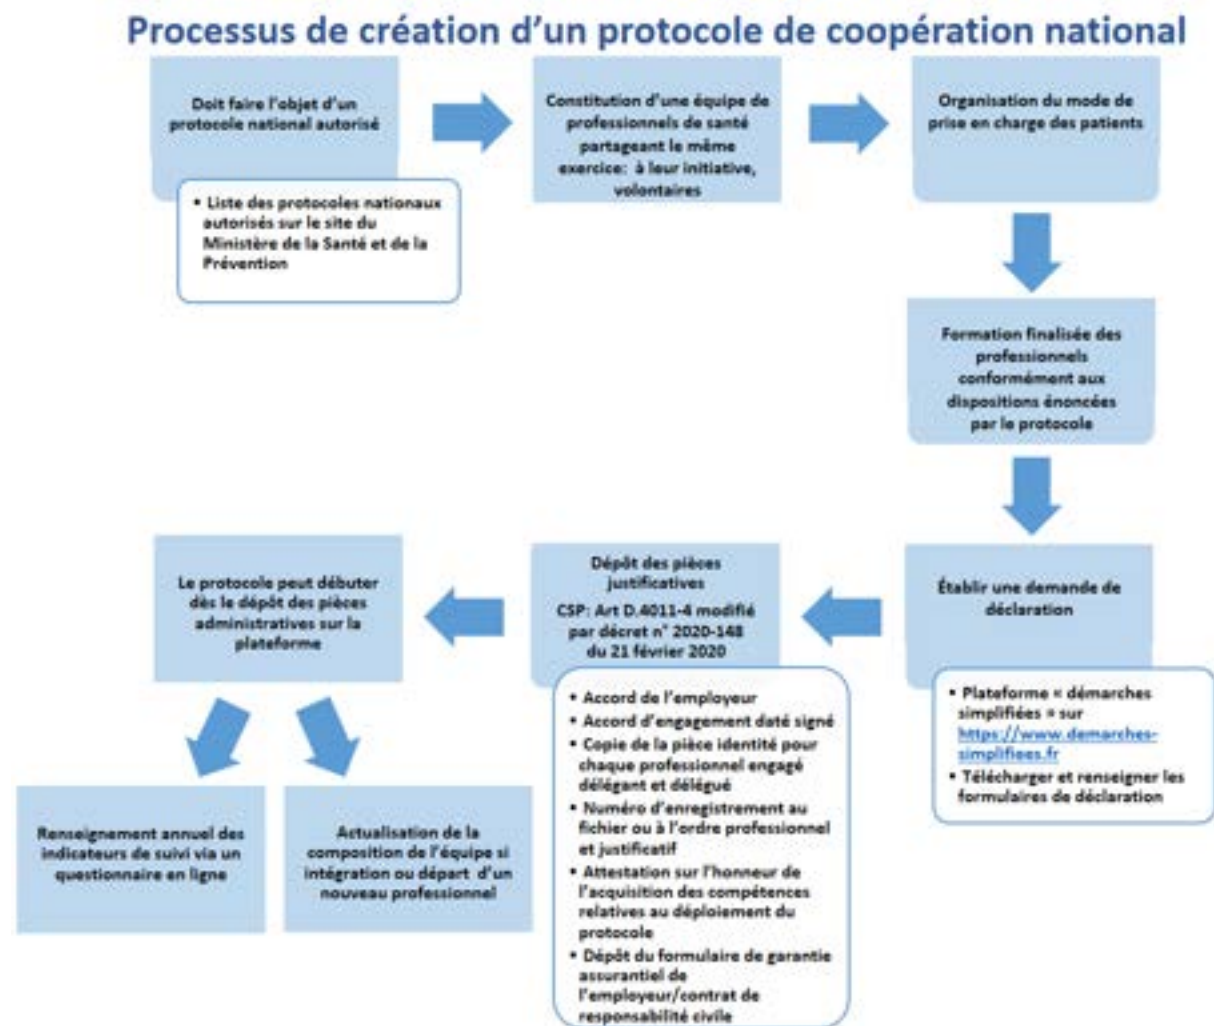 Processus de création d'un protocole de coopération national
Doit faire l'objet d'un
protocole national autorisé
• Liste des protocoles nationaux
autorisés sur le site du
Ministère de la Santé et de la
Prévention
Constitution d'une équipe de
professionnels de santé
partageant le même
exercice: à leur initiative,
volontaires
Organisation du mode de
prise en charge des patients
Formation finalisée des
professionnels
conformément aux
dispositions énoncées
par le protocole
Établir une demande de
déclaration
• Plateforme « démarches
simplifiées » sur
https://www.demarches-
simplifiees.fr
• Télécharger et renseigner les
formulaires de déclaration
Dépôt des pièces
justificatives
CSP: Art D.4011-4 modifié
par décret n° 2020-148
du 21 février 2020
• Accord de l'employeur
• Accord d'engagement daté signé
• Copie de la pièce identité pour
chaque professionnel engagé
délégant et délégué
• Numéro d'enregistrement au
fichier ou à l'ordre professionnel
et justificatif
• Attestation sur l'honneur de
l'acquisition des compétences
relatives au déploiement du
protocole
• Dépôt du formulaire de garantie
assurantiel de
l'employeur/contrat de
responsabilité civile
Le protocole peut débuter
dès le dépôt des pièces
administratives sur la
plateforme
Renseignement annuel des
indicateurs de suivi via un
questionnaire en ligne
Actualisation de la
composition de l'équipe si
intégration ou départ d'un
nouveau professionnel